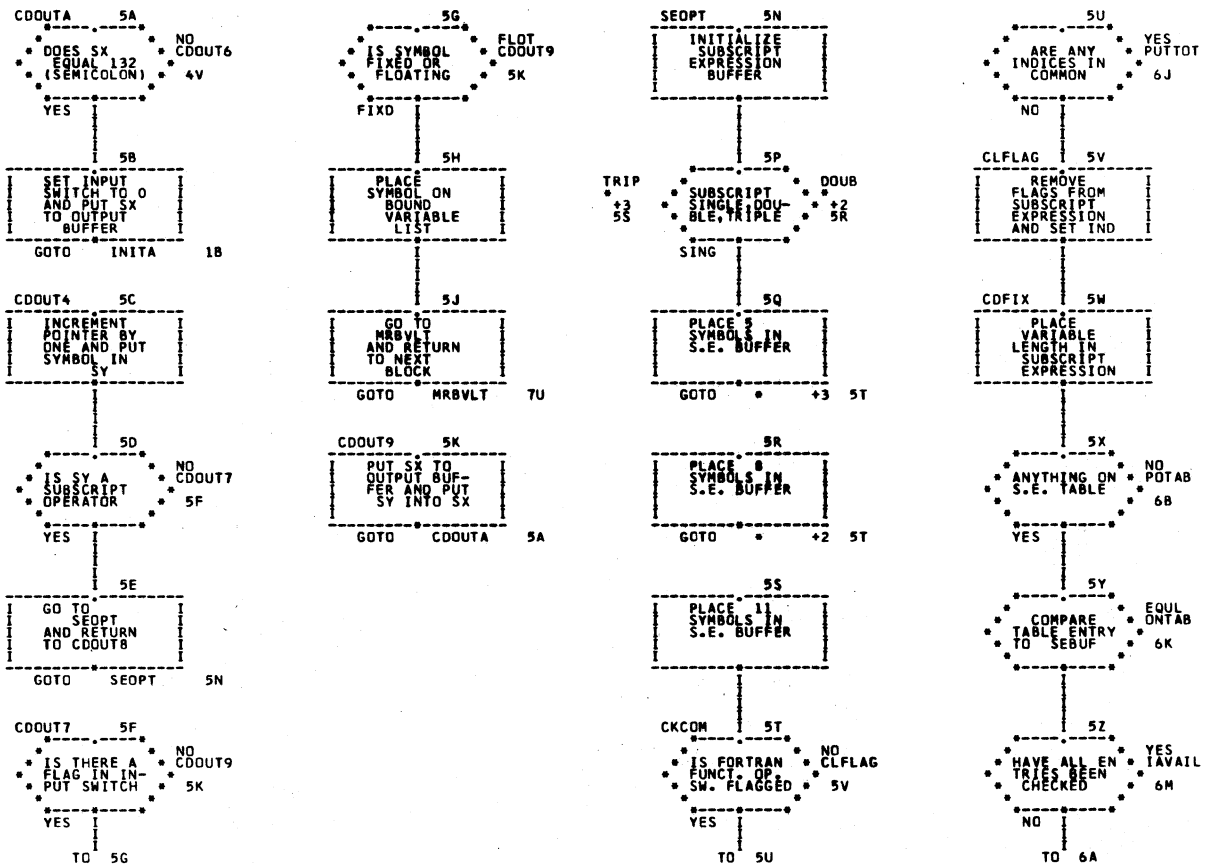 CDOUTA 5A
DOES SX
EQUAL 132
(SEMICOLON)
NO
CDOUT6
4V
YES
5B
SET INPUT
SWITCH TO 0
AND PUT SX
TO OUTPUT
BUFFER
GOTO INITA 1B
CDOUT4 5C
INCREMENT
POINTER BY
ONE AND PUT
SYMBOL IN
SY
5D
IS SY A
SUBSCRIPT
OPERATOR
NO
CDOUT7
5F
YES
5E
GO TO
SEOPT
AND RETURN
TO CDOUT8
GOTO SEOPT 5N
CDOUT7 5F
IS THERE A
FLAG IN IN-
PUT SWITCH
NO
CDOUT9
5K
YES
TO 5G
5G
IS SYMBOL
FIXED OR
FLOATING
FLOT
CDOUT9
5K
FIXD
5H
PLACE
SYMBOL ON
BOUND
VARIABLE
LIST
5J
GO TO
MRBVLT
AND RETURN
TO NEXT
BLOCK
GOTO MRBVLT 7U
CDOUT9 5K
PUT SX TO
OUTPUT BUF-
FER AND PUT
SY INTO SX
GOTO CDOUTA 5A
SEOPT 5N
INITIALIZE
SUBSCRIPT
EXPRESSION
BUFFER
5P
TRIP
* +3
5S
SUBSCRIPT
SINGLE,DOU-
BLE,TRIPLE
DOUB
* +2
5R
SING
5Q
PLACE 5
SYMBOLS IN
S.E. BUFFER
GOTO * +3 5T
5R
PLACE 8
SYMBOLS IN
S.E. BUFFER
GOTO * +2 5T
5S
PLACE 11
SYMBOLS IN
S.E. BUFFER
CKCOM 5T
IS FORTRAN
FUNCT. OP.
SW. FLAGGED
NO
CLFLAG
5V
YES
TO 5U
5U
ARE ANY
INDICES IN
COMMON
YES
PUTTOT
6J
NO
CLFLAG 5V
REMOVE
FLAGS FROM
SUBSCRIPT
EXPRESSION
AND SET IND
CDFIX 5W
PLACE
VARIABLE
LENGTH IN
SUBSCRIPT
EXPRESSION
5X
ANYTHING ON
S.E. TABLE
NO
POTAB
6B
YES
5Y
COMPARE
TABLE ENTRY
TO SEBUF
EQUL
ONTAB
6K
5Z
HAVE ALL EN
TRIES BEEN
CHECKED
YES
IAVAIL
6M
NO
TO 6A